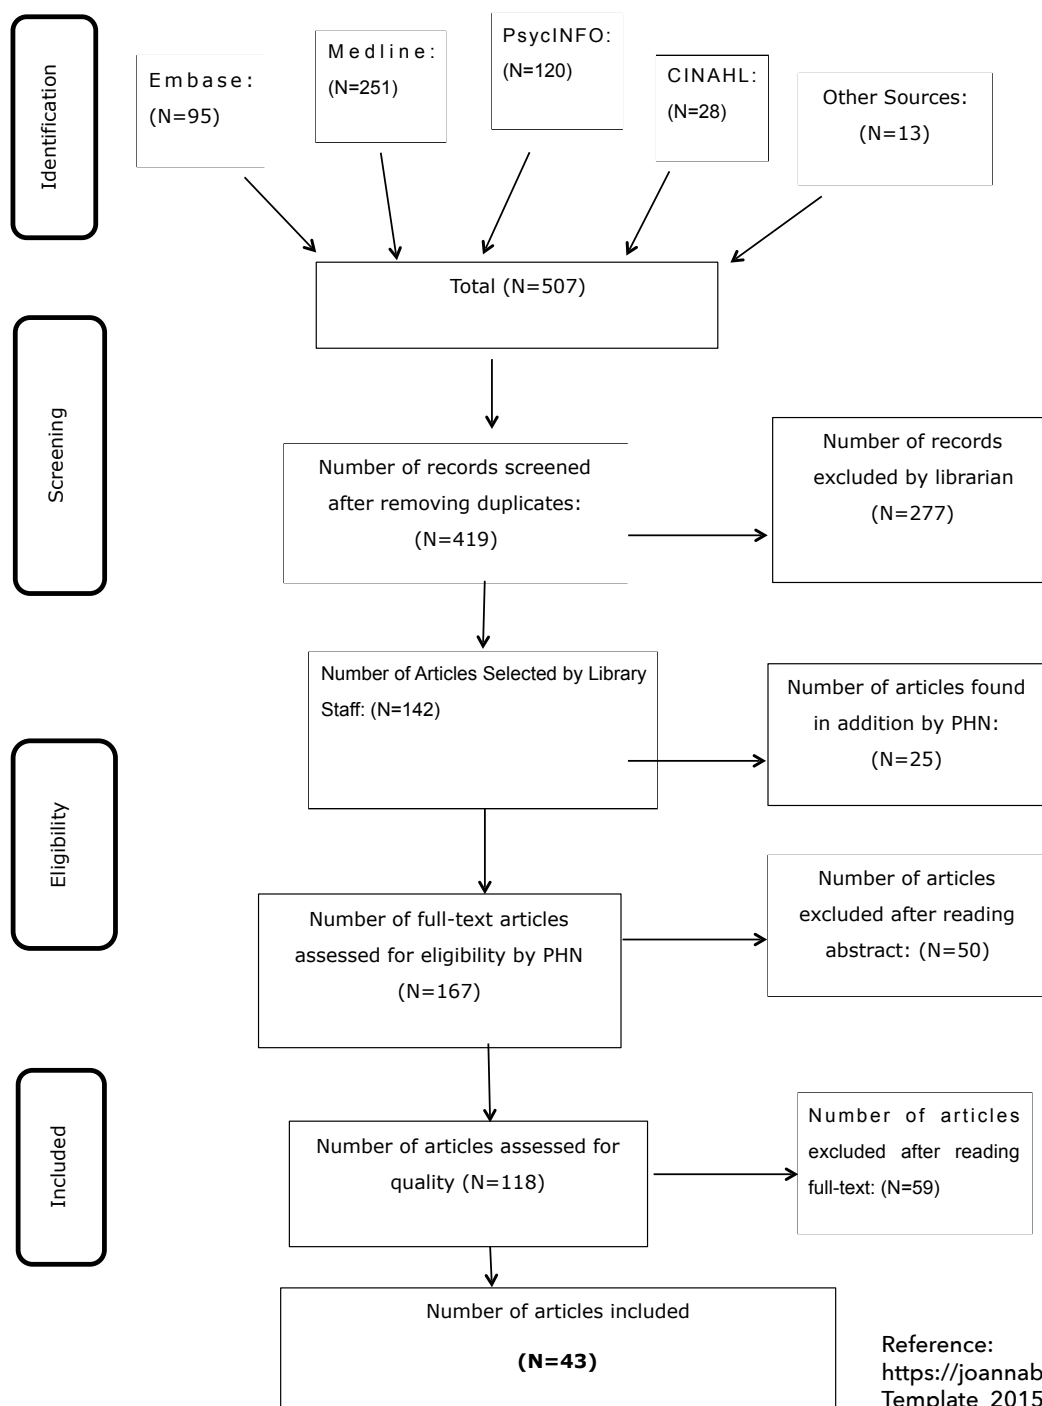 Identification
Embase:
(N=95)
Medline:
(N=251)
PsycINFO:
(N=120)
CINAHL:
(N=28)
Other Sources:
(N=13)
Total (N=507)
Screening
Number of records screened
after removing duplicates:
(N=419)
Number of records
excluded by librarian
(N=277)
Number of Articles Selected by Library
Staff: (N=142)
Number of articles found
in addition by PHN:
(N=25)
Eligibility
Number of full-text articles
assessed for eligibility by PHN
(N=167)
Number of articles
excluded after reading
abstract: (N=50)
Included
Number of articles assessed for
quality (N=118)
Number of articles
excluded after reading
full-text: (N=59)
Number of articles included
(N=43)
Reference:
https://joannab
Template_2015